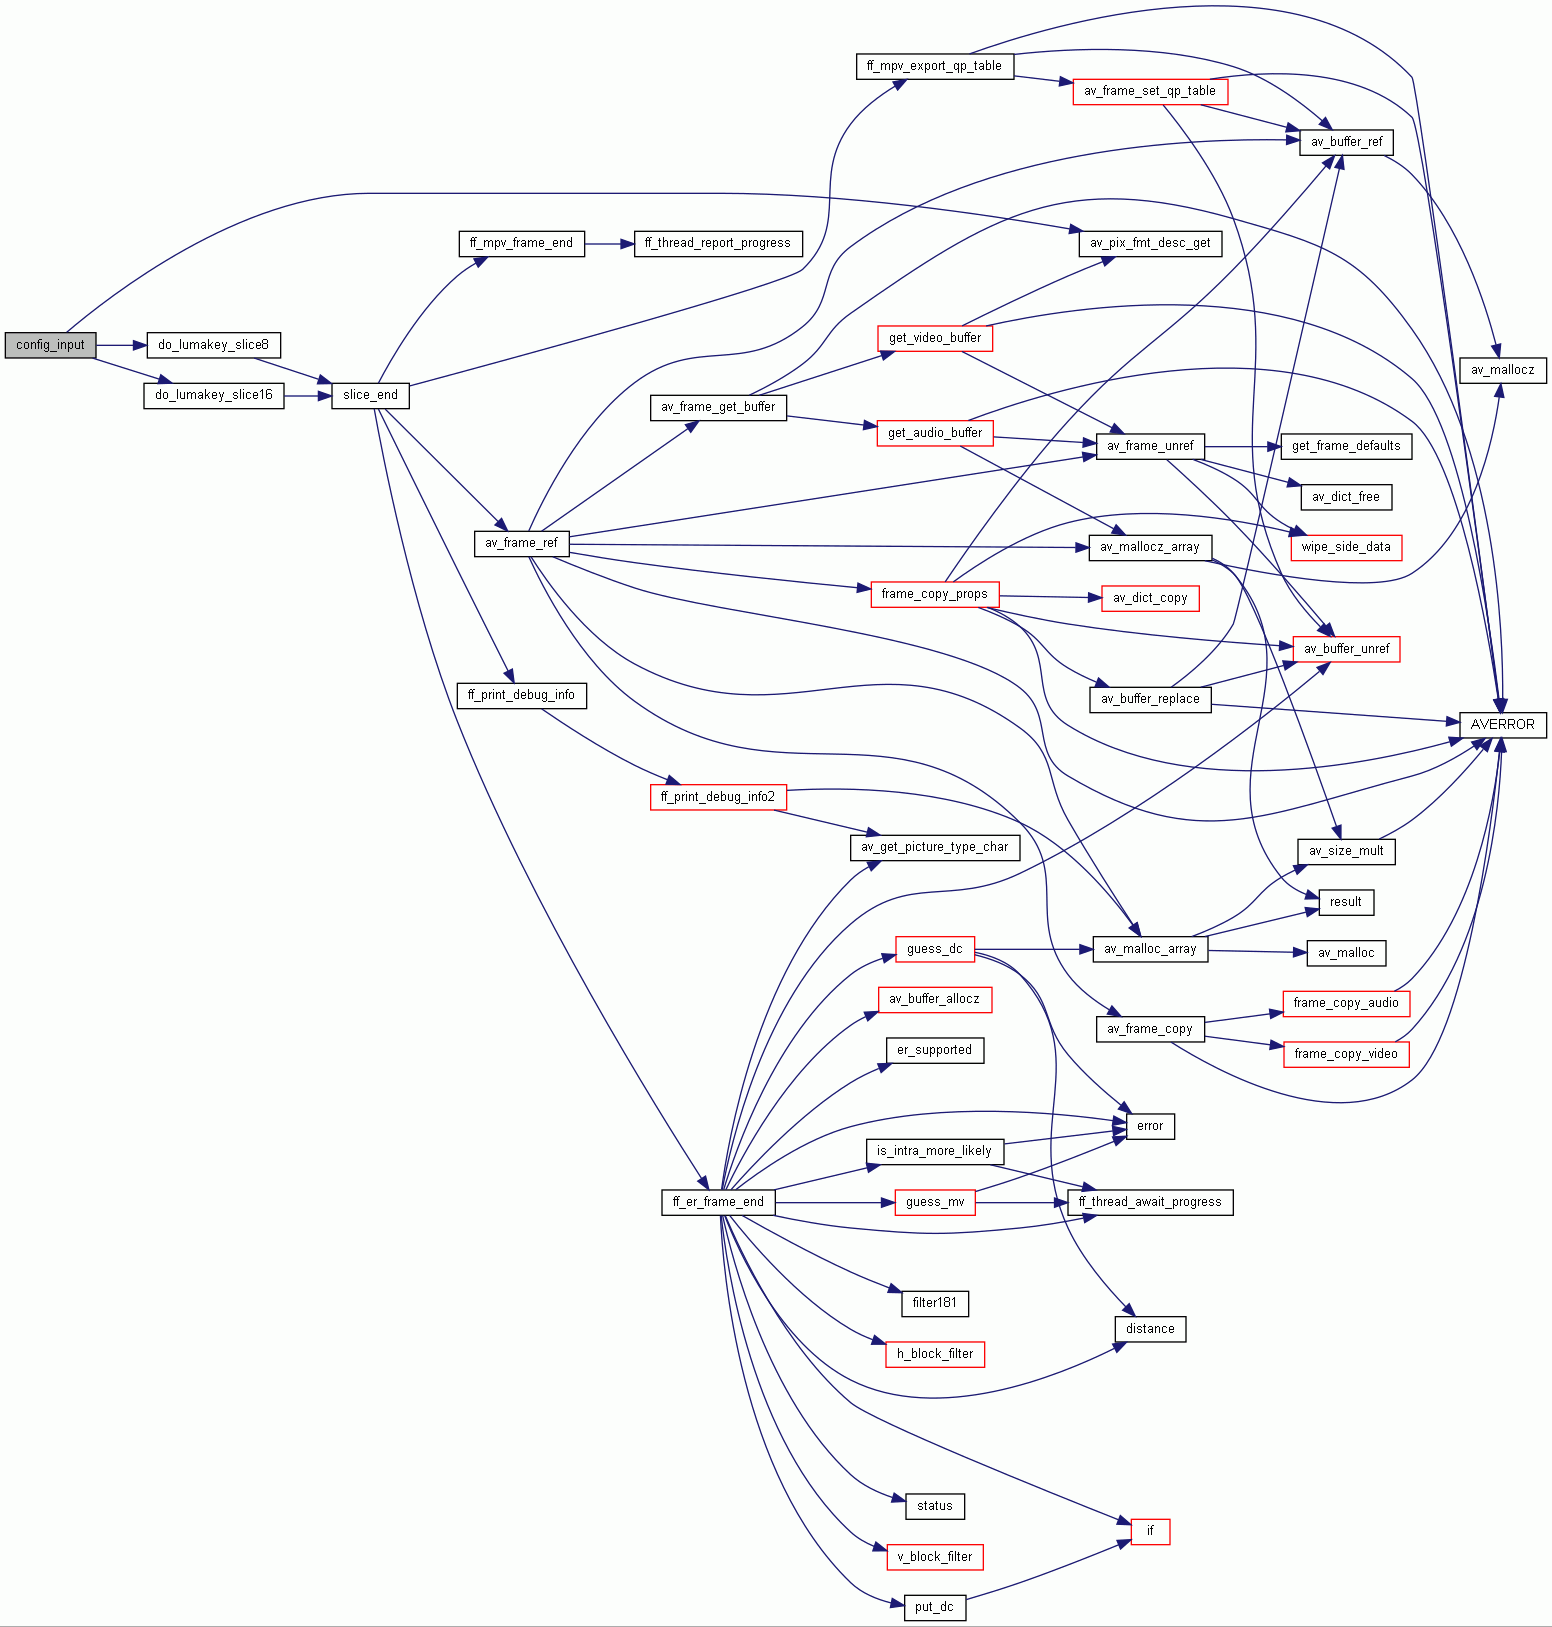 ff_mpv_export_qp_table
av_frame_set_qp_table
av_buffer_ref
ff_mpv_frame_end
ff_thread_report_progress
av_pix_fmt_desc_get
config_input
do_lumakey_slice8
get_video_buffer
av_mallocz
do_lumakey_slice16
slice_end
av_frame_get_buffer
get_audio_buffer
av_frame_unref
get_frame_defaults
av_dict_free
av_frame_ref
av_mallocz_array
wipe_side_data
frame_copy_props
av_dict_copy
av_buffer_unref
ff_print_debug_info
av_buffer_replace
AVERROR
ff_print_debug_info2
av_get_picture_type_char
av_size_mult
result
guess_dc
av_malloc_array
av_malloc
av_buffer_allocz
frame_copy_audio
av_frame_copy
er_supported
frame_copy_video
error
is_intra_more_likely
ff_er_frame_end
guess_mv
ff_thread_await_progress
filter181
distance
h_block_filter
status
if
v_block_filter
put_dc